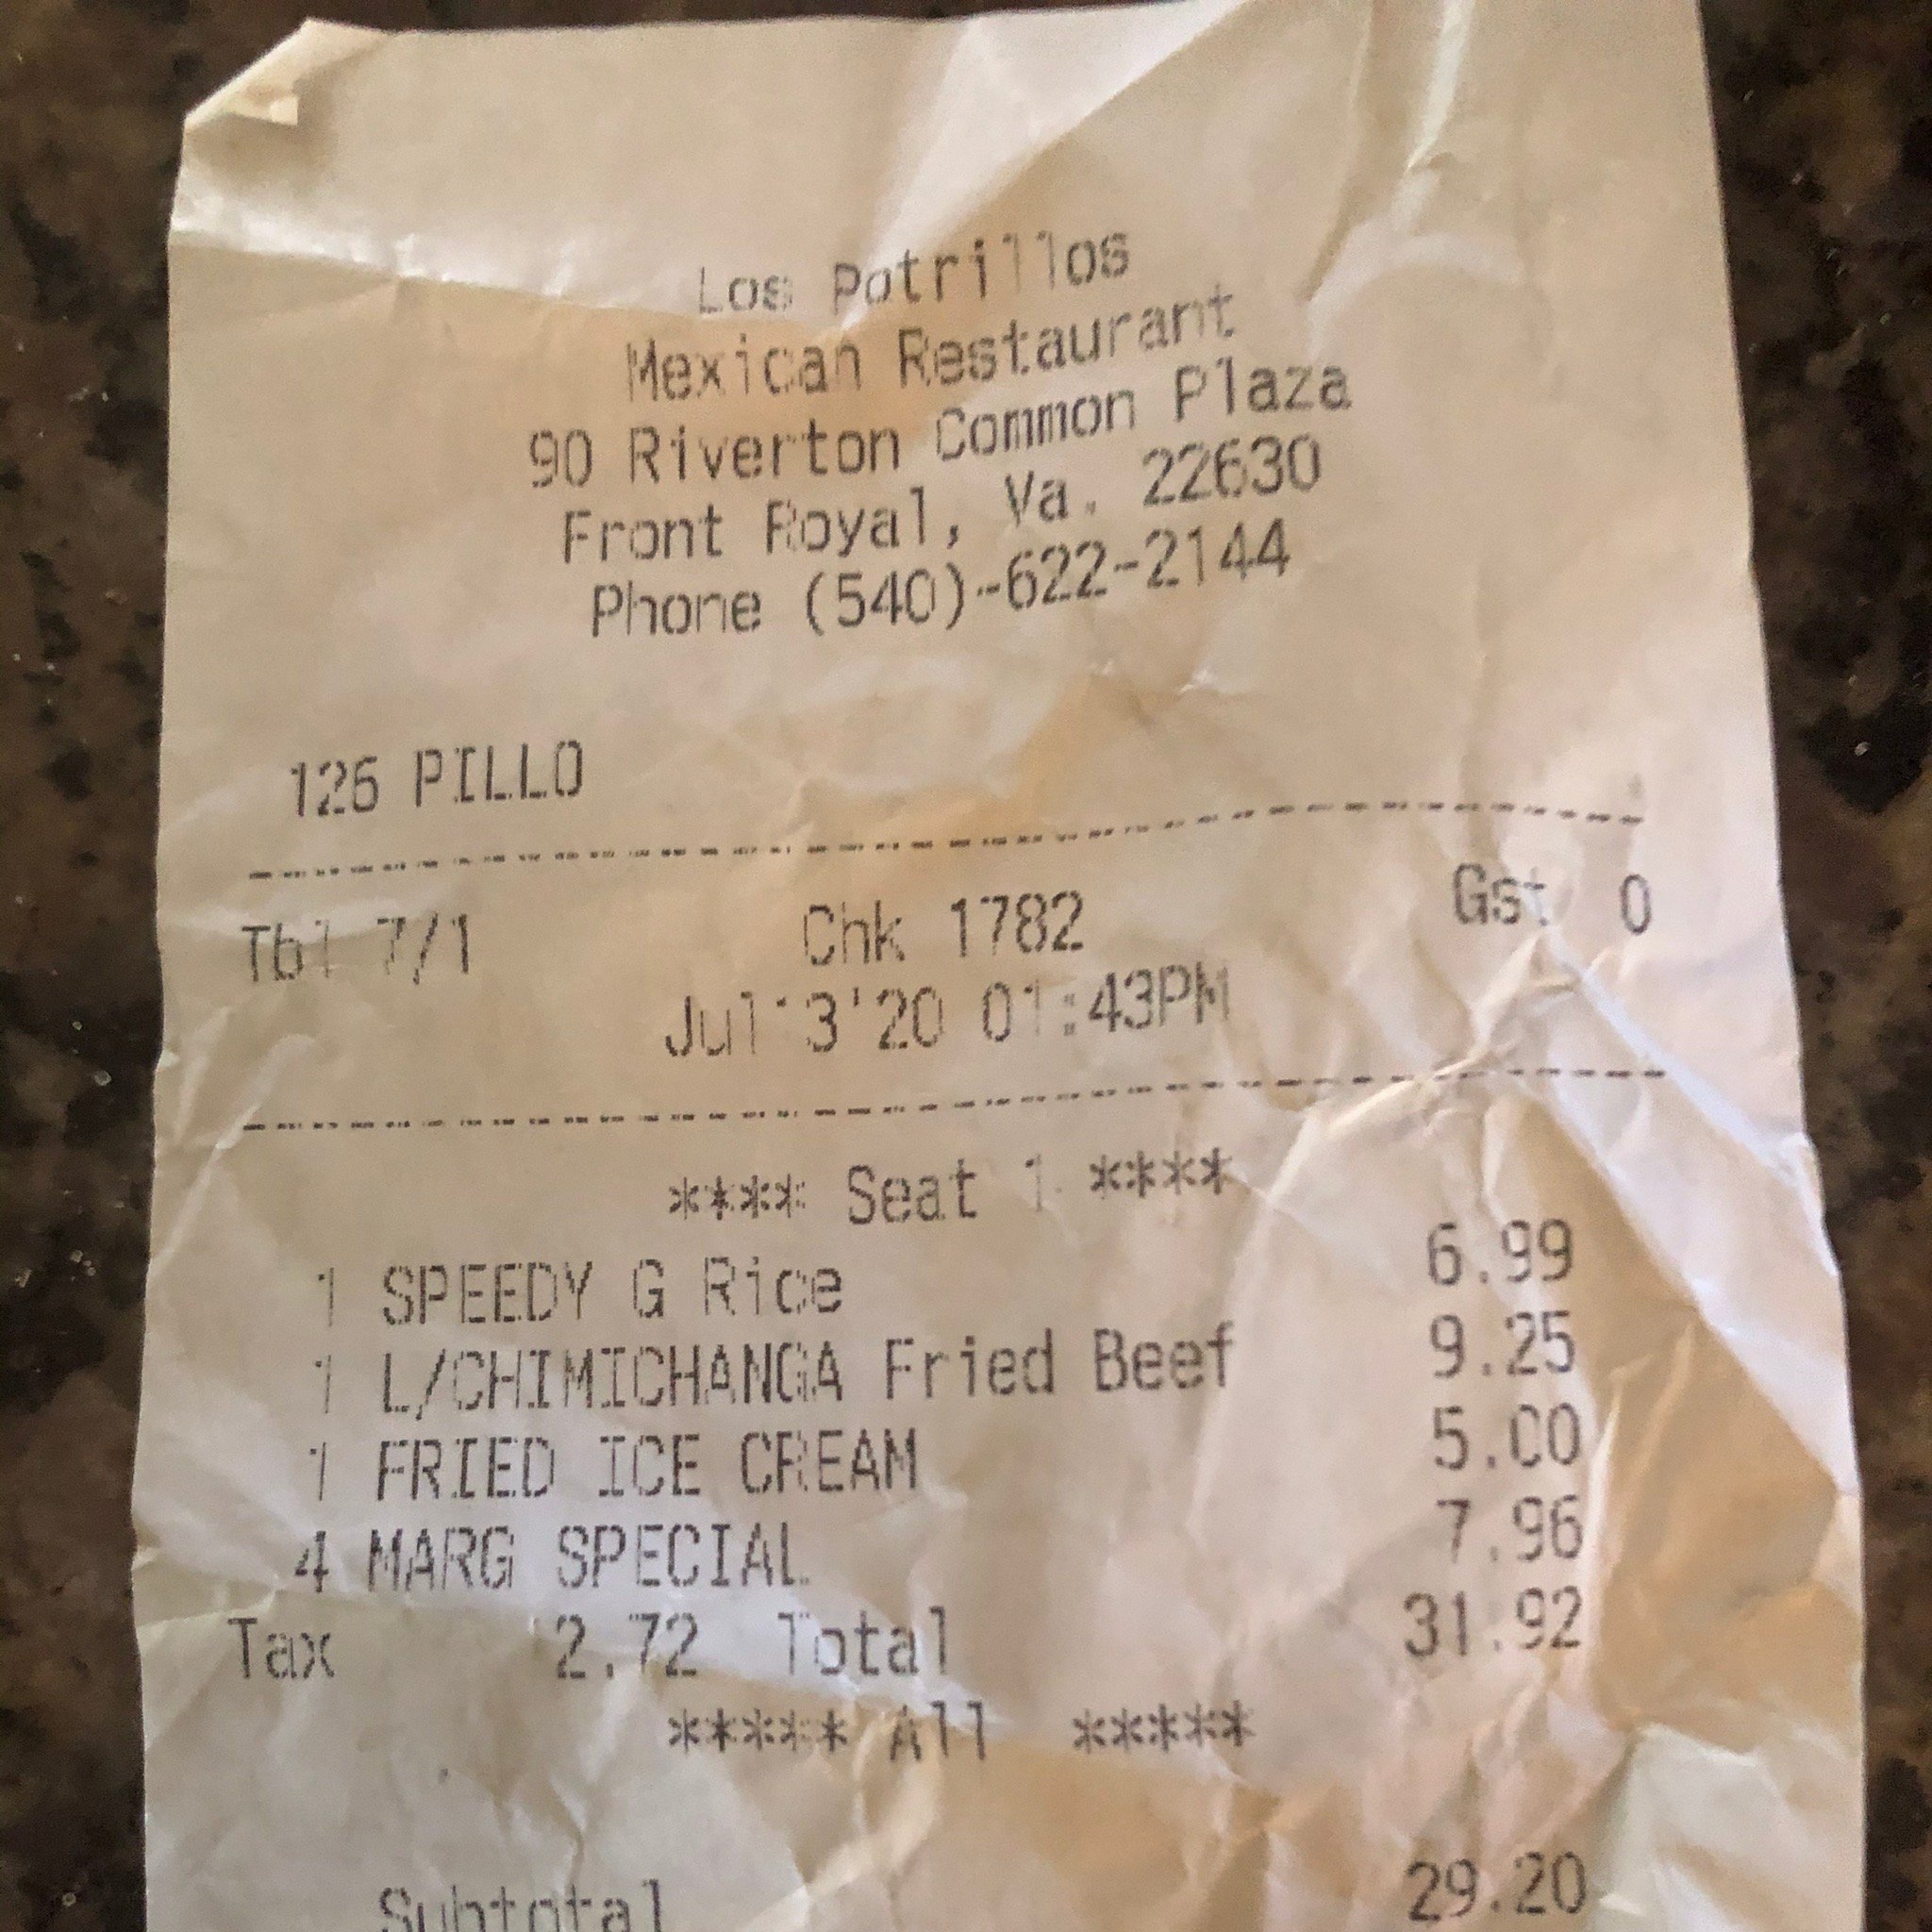 Los Potrillos
Mexican Restaurant
90 Riverton Common Plaza
Front Royal, Va. 22630
Phone (540)-622-2144
126 PILLO
Tbl 7/1 Chk 1782 Gst 0
Jul 3'20 01:43PM
**** Seat 1 ****
1 SPEEDY G Rice 6.99
1 L/CHIMICHANGA Fried Beef 9.25
1 FRIED ICE CREAM 5.00
4 MARG SPECIAL 7.96
Tax 2.72 Total 31.92
***** All *****
Subtotal 29.20